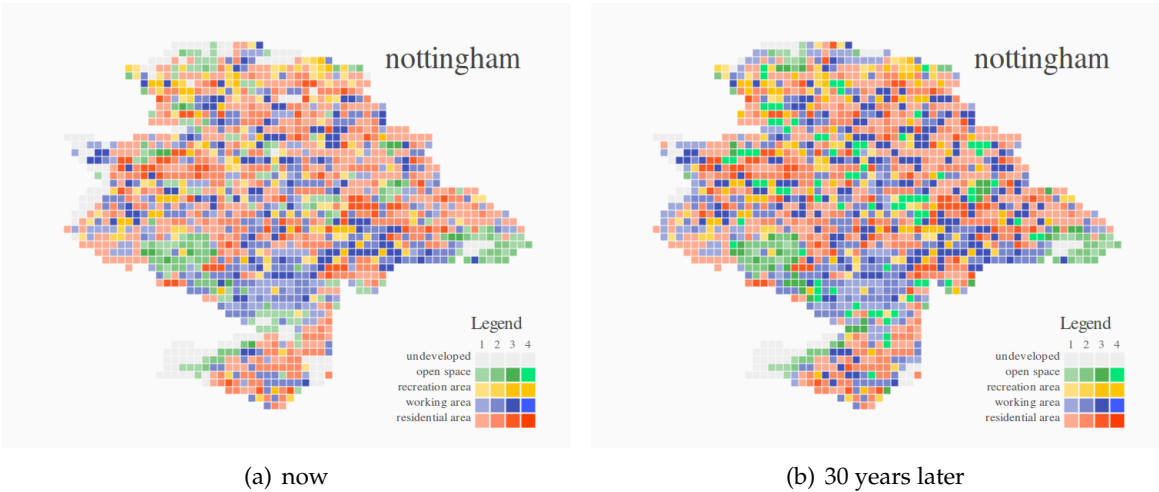 nottingham
Legend
1 2 3 4
undeveloped
open space
recreation area
working area
residential area
(a) now
nottingham
Legend
1 2 3 4
undeveloped
open space
recreation area
working area
residential area
(b) 30 years later